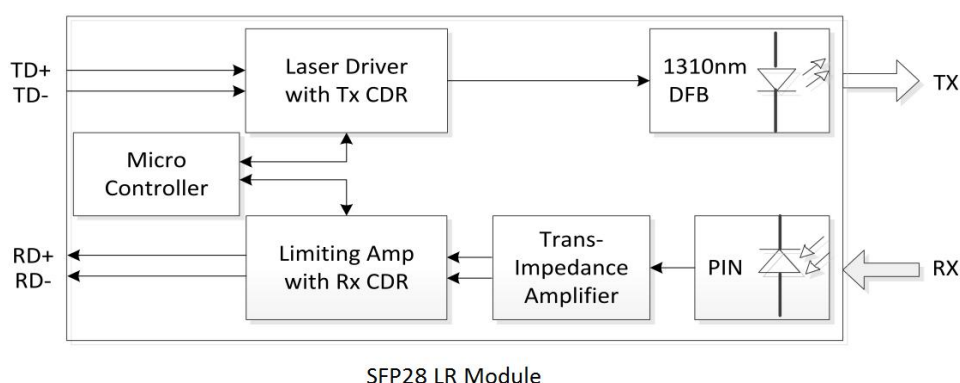 TD+
TD-
Laser Driver
with Tx CDR
1310nm
DFB
TX
Micro
Controller
RD+
RD-
Limiting Amp
with Rx CDR
Trans-
Impedance
Amplifier
PIN
RX
SFP28 LR Module